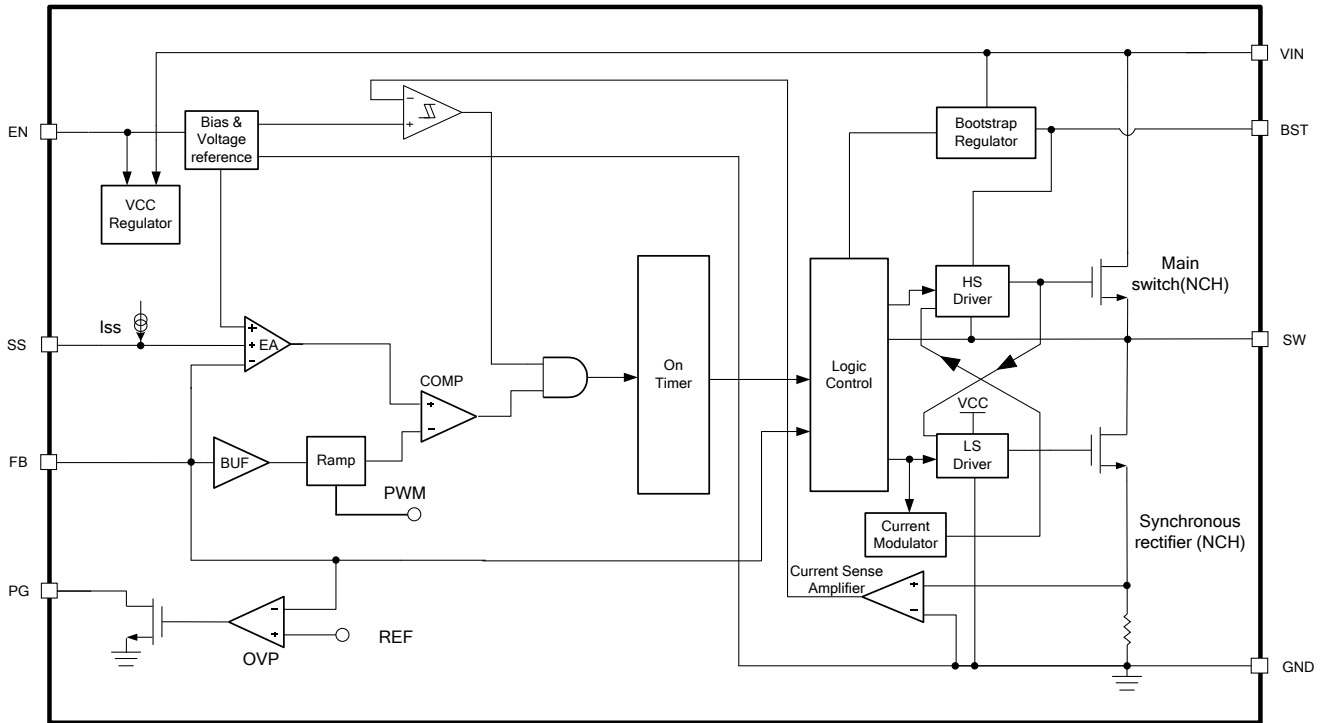 VIN
EN
Bias &
Voltage
reference
−
+
Bootstrap
Regulator
BST
VCC
Regulator
HS
Driver
Main
switch(NCH)
Iss
SS
+
+
−
EA
On
Timer
Logic
Control
SW
COMP
+
−
VCC
FB
BUF
Ramp
LS
Driver
PWM
Current
Modulator
Synchronous
rectifier (NCH)
Current Sense
Amplifier
+
−
PG
−
+
REF
OVP
GND